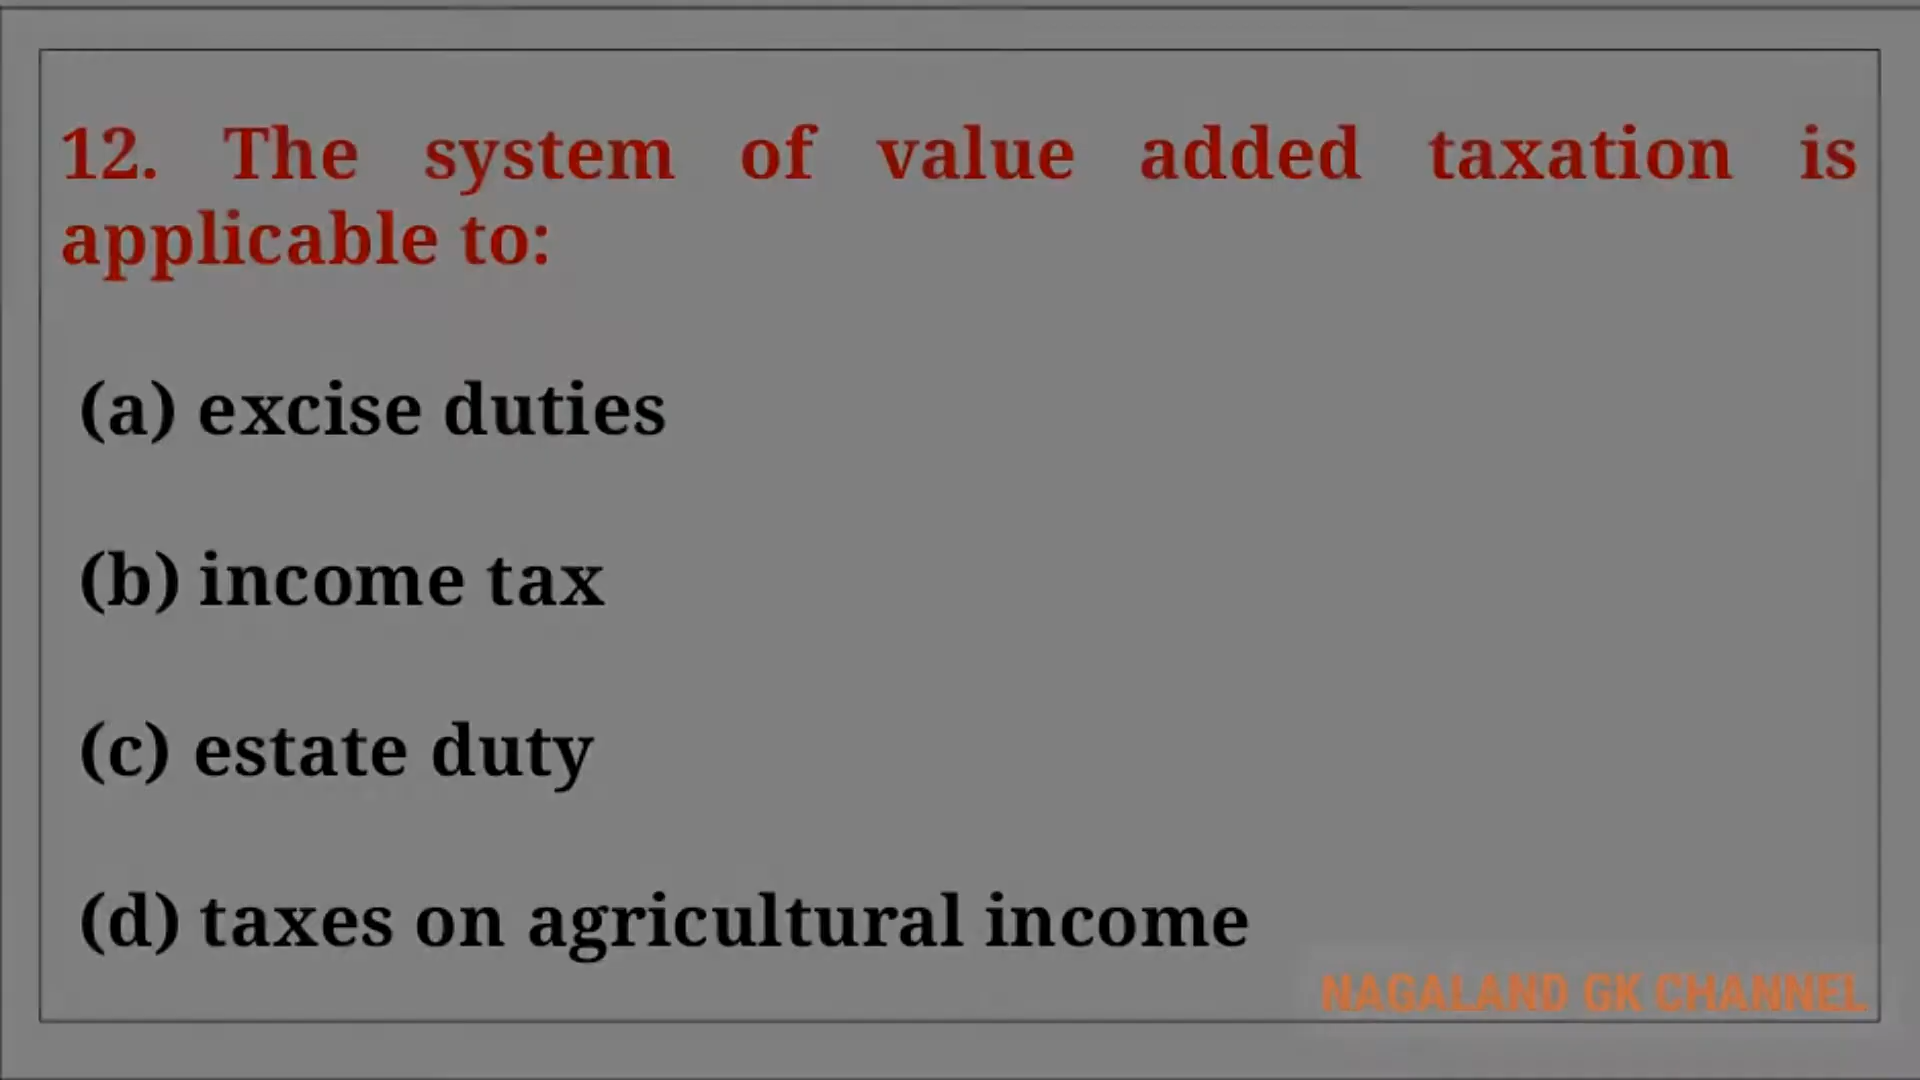 12. The system of value added taxation is
applicable to:
(a) excise duties
(b) income tax
(c) estate duty
(d) taxes on agricultural income
NAGALAND GK CHANNEL